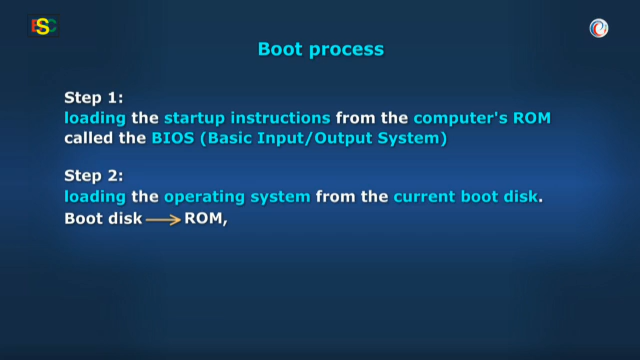 ESC
Boot process
Step 1:
loading the startup instructions from the computer's ROM
called the BIOS (Basic Input/Output System)
Step 2:
loading the operating system from the current boot disk.
Boot disk → ROM,